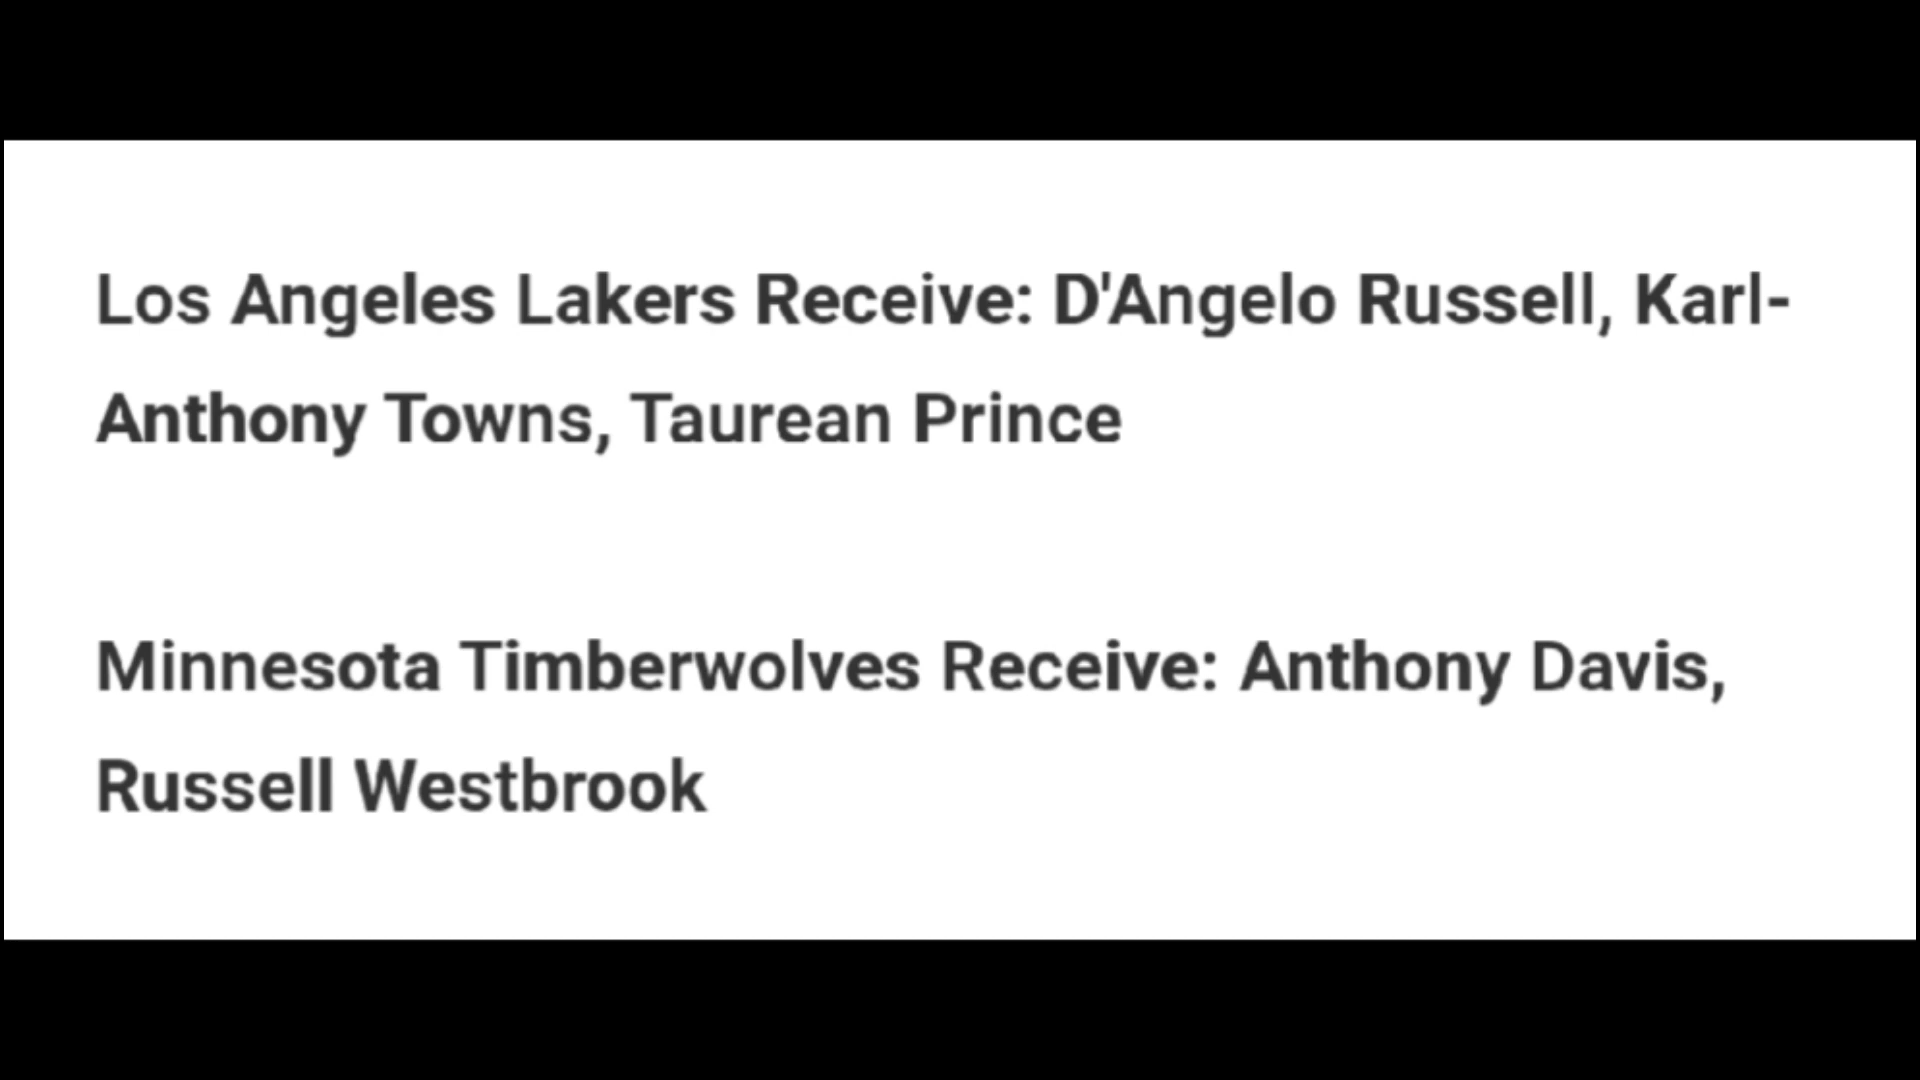 Los Angeles Lakers Receive: D'Angelo Russell, Karl-
Anthony Towns, Taurean Prince
Minnesota Timberwolves Receive: Anthony Davis,
Russell Westbrook